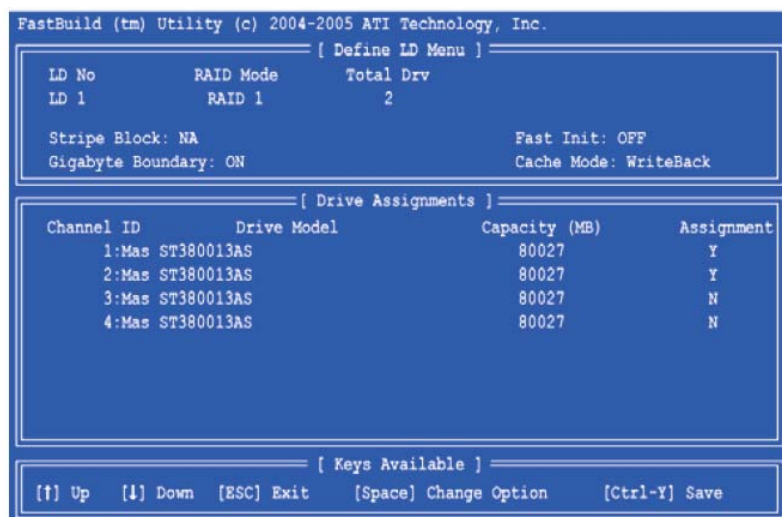 FastBuild (tm) Utility (c) 2004-2005 ATI Technology, Inc.
[ Define LD Menu ]
LD No RAID Mode Total Drv
LD 1 RAID 1 2
Stripe Block: NA Fast Init: OFF
Gigabyte Boundary: ON Cache Mode: WriteBack
[ Drive Assignments ]
Channel ID Drive Model Capacity (MB) Assignment
1:Mas ST380013AS 80027 Y
2:Mas ST380013AS 80027 Y
3:Mas ST380013AS 80027 N
4:Mas ST380013AS 80027 N
[ Keys Available ]
[↑] Up [↓] Down [ESC] Exit [Space] Change Option [Ctrl-Y] Save